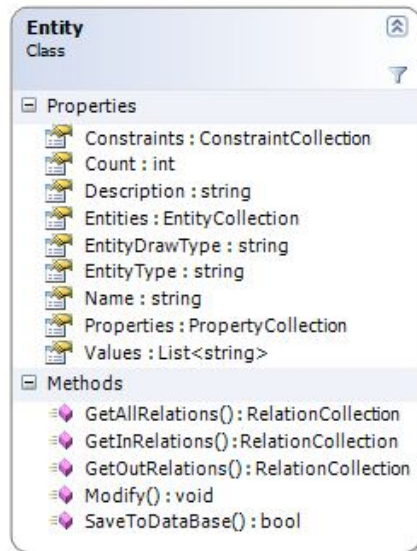 Entity
Class
Properties
Constraints : ConstraintCollection
Count : int
Description : string
Entities : EntityCollection
EntityDrawType : string
EntityType : string
Name : string
Properties : PropertyCollection
Values : List<string>
Methods
GetAllRelations() : RelationCollection
GetInRelations() : RelationCollection
GetOutRelations() : RelationCollection
Modify() : void
SaveToDataBase() : bool